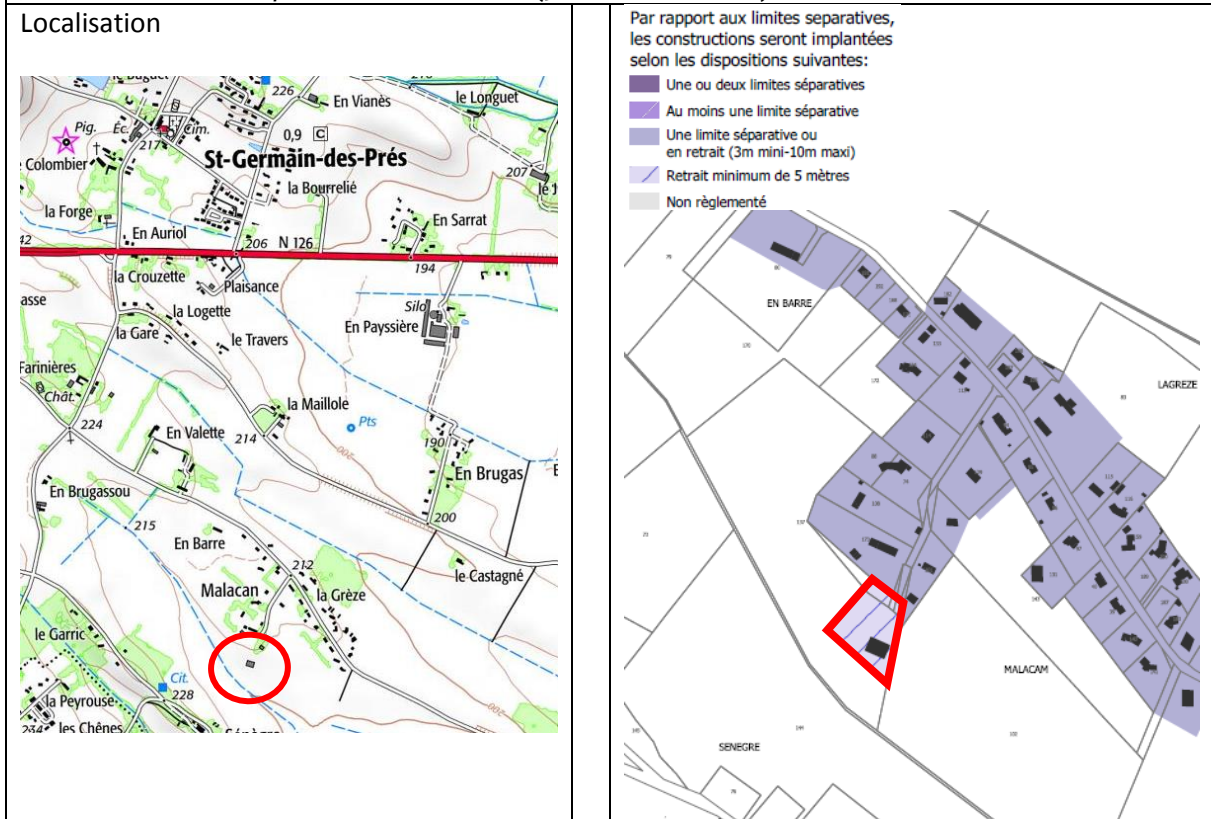 Localisation
le Longuet
226
En Vianès
Pig.
Éc.
Cim.
0,9 C
217
Colombier
St-Germain-des-Prés
207
la Bourrelié
la Forge
En Sarrat
En Auriol
206
N 126
42
194
la Crouzette
Plaisance
asse
la Logette
Silo
la Gare
En Payssière
le Travers
Farinières
Chât.
la Maillole
Pts
224
En Valette
214
190
En Brugas
En Brugassou
215
200
En Barre
212
le Castagné
Malacan
la Grèze
le Garric
Cit.
228
la Peyrouse
234
les Chênes
Par rapport aux limites separatives,
les constructions seront implantées
selon les dispositions suivantes:
Une ou deux limites séparatives
Au moins une limite séparative
Une limite séparative ou
en retrait (3m mini-10m maxi)
Retrait minimum de 5 mètres
Non règlementé
EN BARRE
LAGREZE
MALACAM
SENEGRE